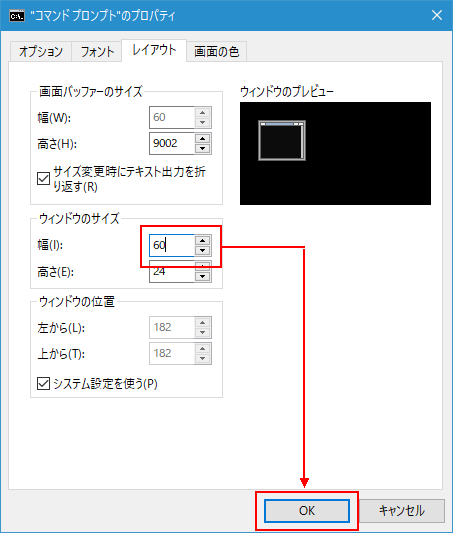 "コマンド プロンプト"のプロパティ
オプション フォント レイアウト 画面の色
画面バッファーのサイズ
幅(W): 60
高さ(H): 9002
サイズ変更時にテキスト出力を折
り返す(R)
ウィンドウのサイズ
幅(I): 60
高さ(E): 24
ウィンドウの位置
左から(L): 182
上から(T): 182
システム設定を使う(P)
ウィンドウのプレビュー
OK キャンセル